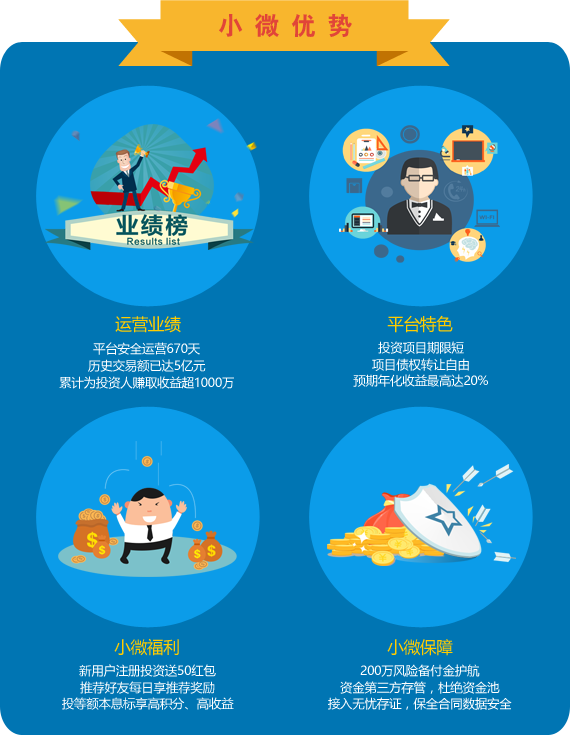 小微优势
业绩榜
Results list
WI-FI
运营业绩
平台安全运营670天
历史交易额已达5亿元
累计为投资人赚取收益超1000万
平台特色
投资项目期限短
项目债权转让自由
预期年化收益最高达20%
小微福利
新用户注册投资送50红包
推荐好友每日享推荐奖励
投等额本息标享高积分、高收益
小微保障
200万风险备付金护航
资金第三方存管，杜绝资金池
接入无忧存证，保全合同数据安全